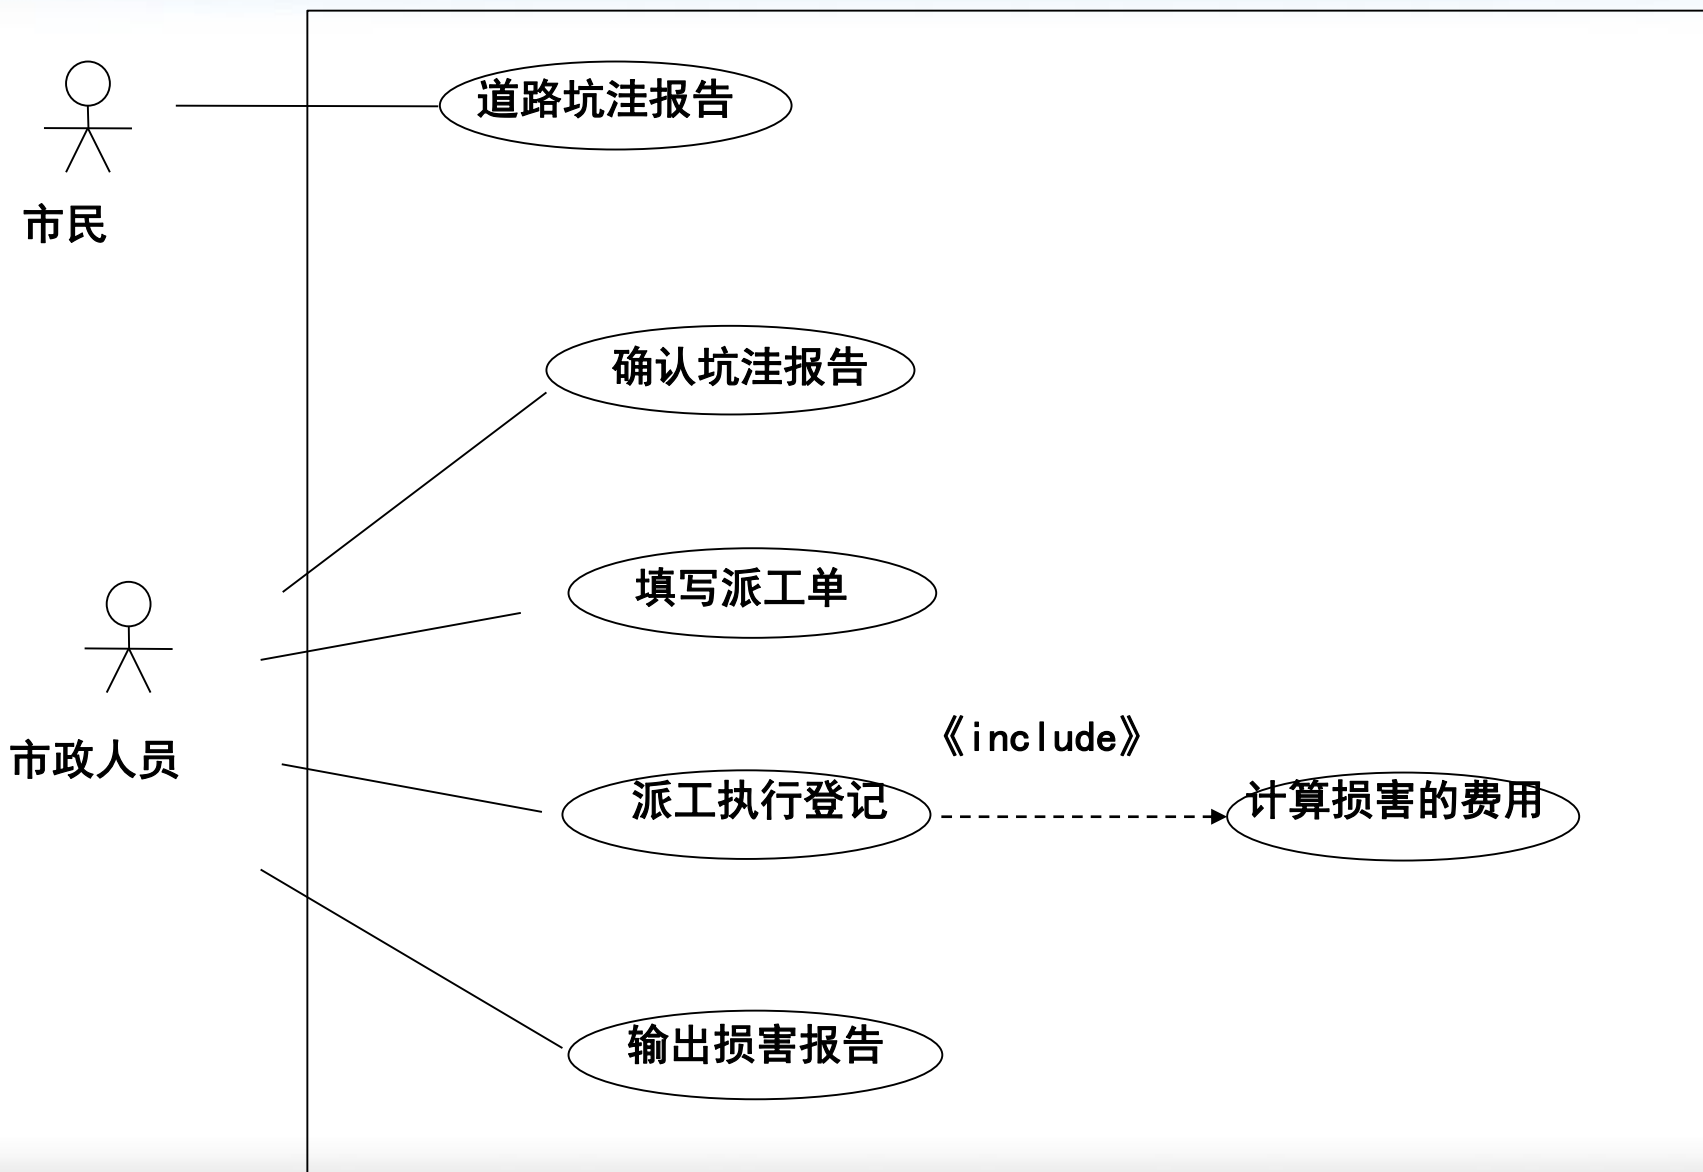 道路坑洼报告
市民
确认坑洼报告
填写派工单
《include》
市政人员
派工执行登记
计算损害的费用
输出损害报告